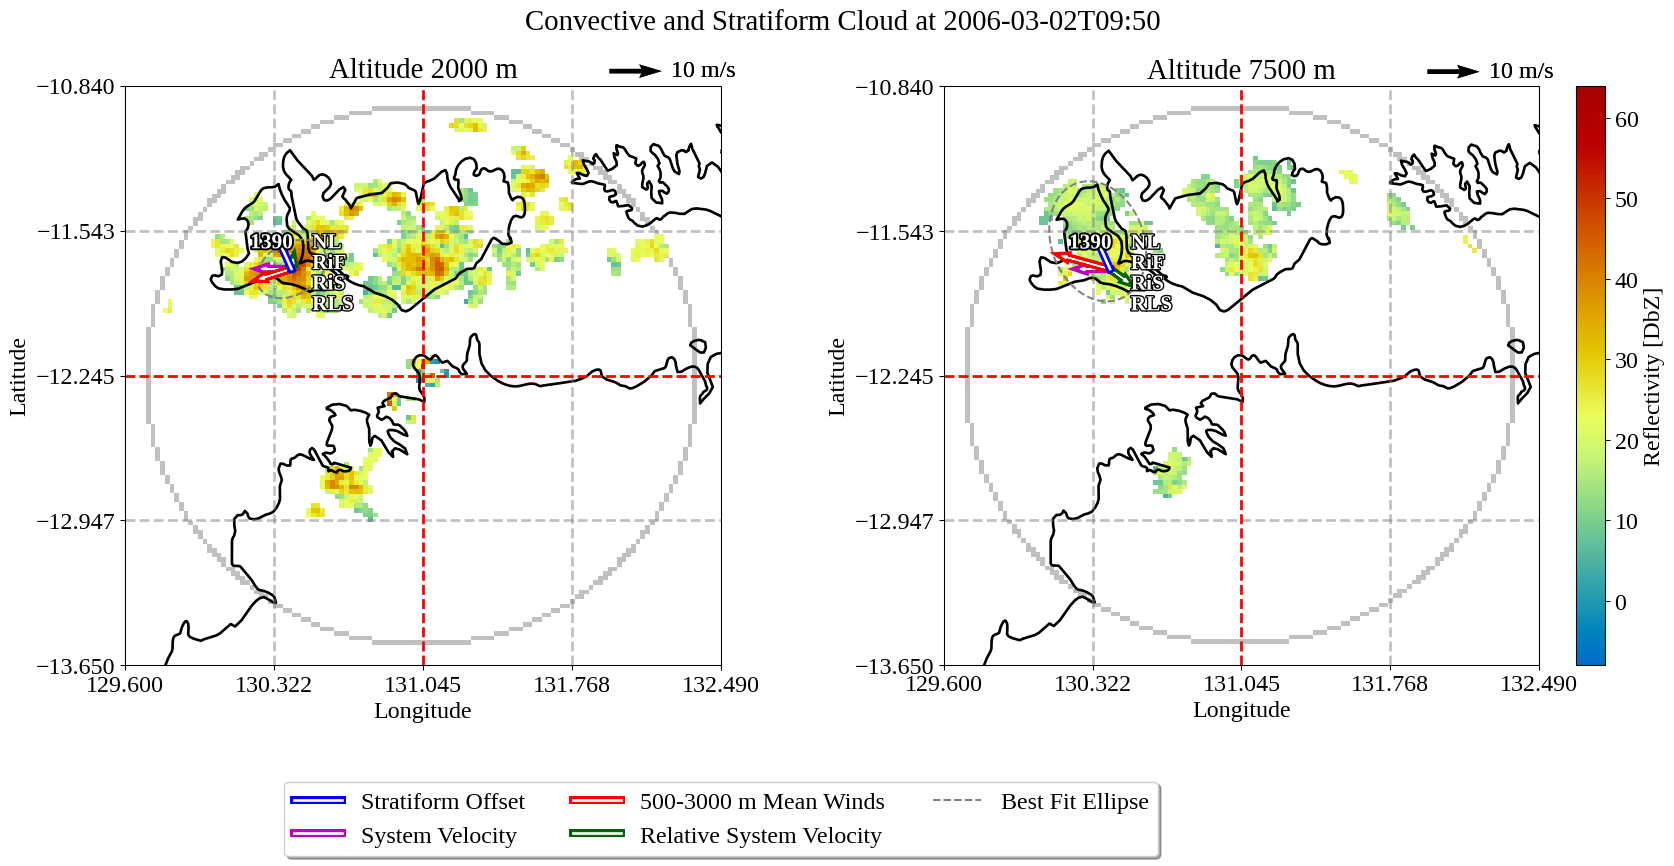 Convective and Stratiform Cloud at 2006-03-02T09:50
Altitude 2000 m
10 m/s
−10.840
−11.543
−12.245
−12.947
−13.650
Latitude
129.600
130.322
131.045
131.768
132.490
Longitude
1390
NL
RiF
RiS
RLS
Altitude 7500 m
10 m/s
−10.840
−11.543
−12.245
−12.947
−13.650
Latitude
129.600
130.322
131.045
131.768
132.490
Longitude
1390
NL
RiF
RiS
RLS
60
50
40
30
20
10
0
Reflectivity [DbZ]
Stratiform Offset
500-3000 m Mean Winds
Best Fit Ellipse
System Velocity
Relative System Velocity